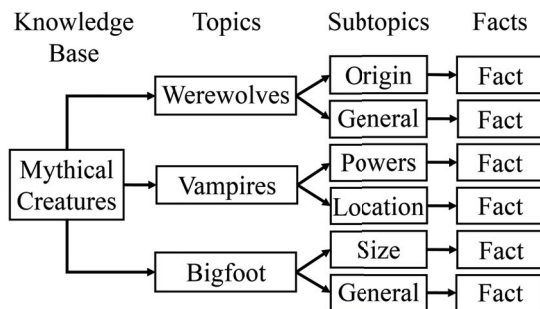 Knowledge
Base
Topics
Subtopics
Facts
Mythical
Creatures
Werewolves
Origin
Fact
General
Fact
Vampires
Powers
Fact
Location
Fact
Bigfoot
Size
Fact
General
Fact